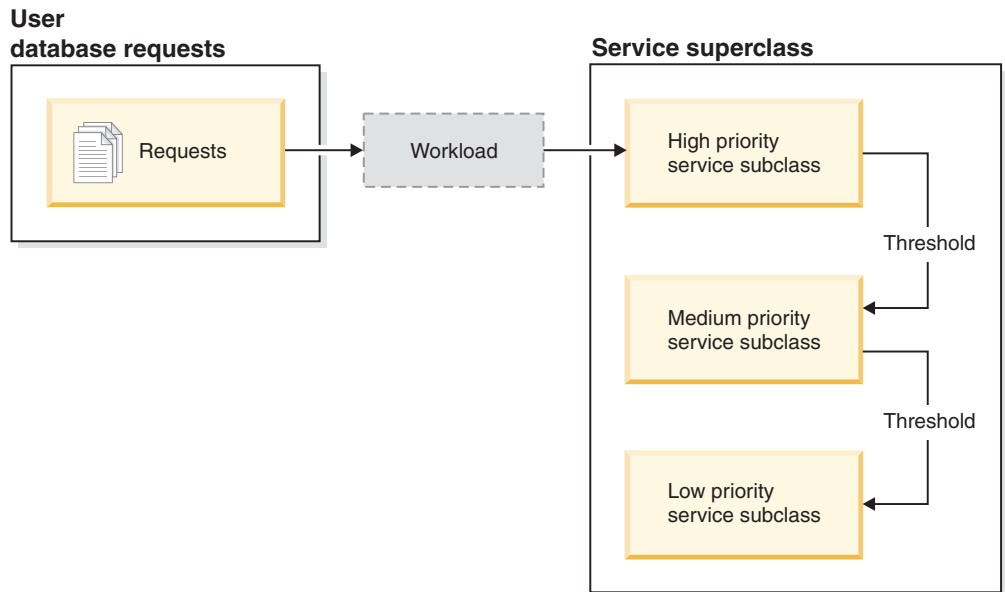 User
database requests
Requests
Workload
Service superclass
High priority
service subclass
Threshold
Medium priority
service subclass
Threshold
Low priority
service subclass